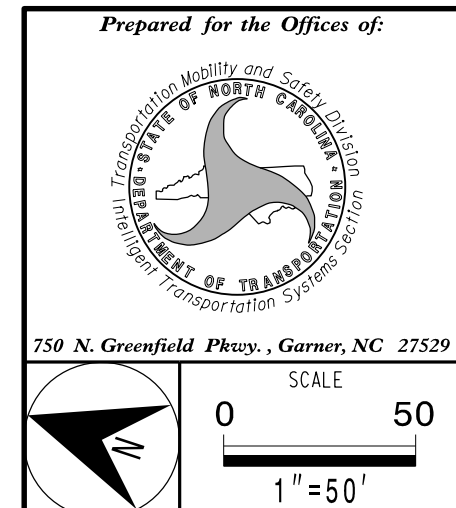 Prepared for the Offices of:
Transportation Mobility and Safety Division
STATE OF NORTH CAROLINA
DEPARTMENT OF TRANSPORTATION
Intelligent Transportation Systems Section
750 N. Greenfield Pkwy., Garner, NC 27529
N
SCALE
0 50
1"=50'